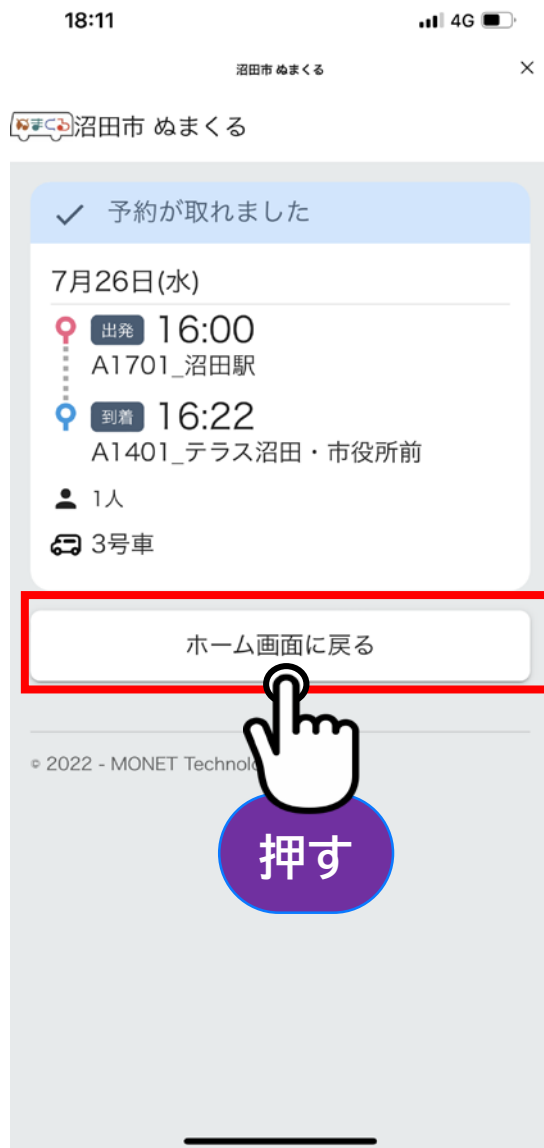 18:11
4G
沼田市 ぬまくる
ぬまくる
沼田市 ぬまくる
予約が取れました
7月26日(水)
出発 16:00
A1701_沼田駅
到着 16:22
A1401_テラス沼田・市役所前
1人
3号車
ホーム画面に戻る
© 2022 - MONET
押す